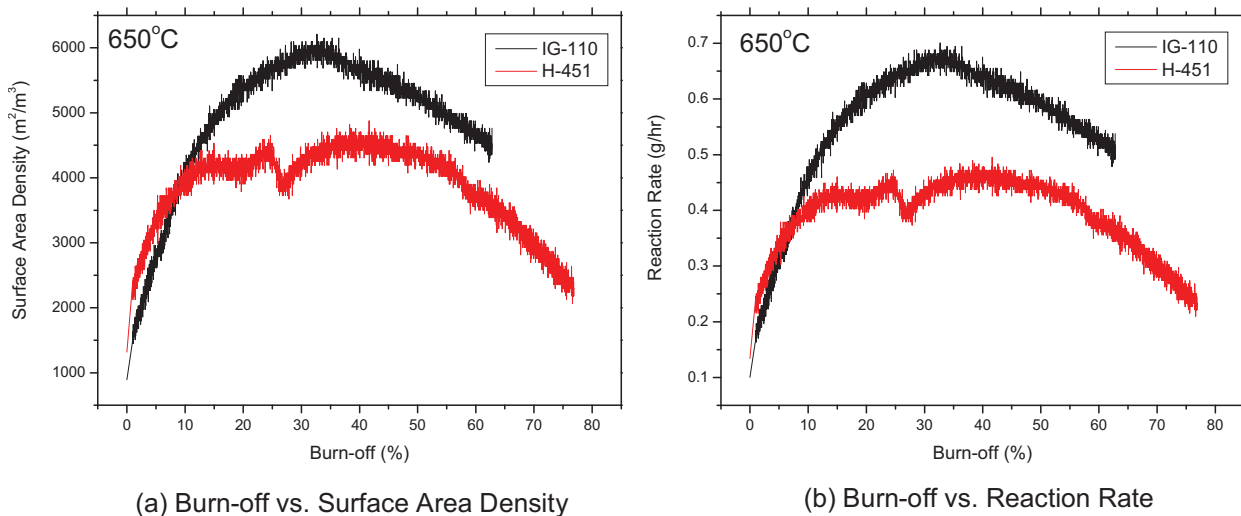 650°C
IG-110
H-451
Surface Area Density (m²/m³)
6000
5000
4000
3000
2000
1000
0 10 20 30 40 50 60 70 80
Burn-off (%)
(a) Burn-off vs. Surface Area Density
650°C
IG-110
H-451
Reaction Rate (g/hr)
0.7
0.6
0.5
0.4
0.3
0.2
0.1
0 10 20 30 40 50 60 70 80
Burn-off (%)
(b) Burn-off vs. Reaction Rate